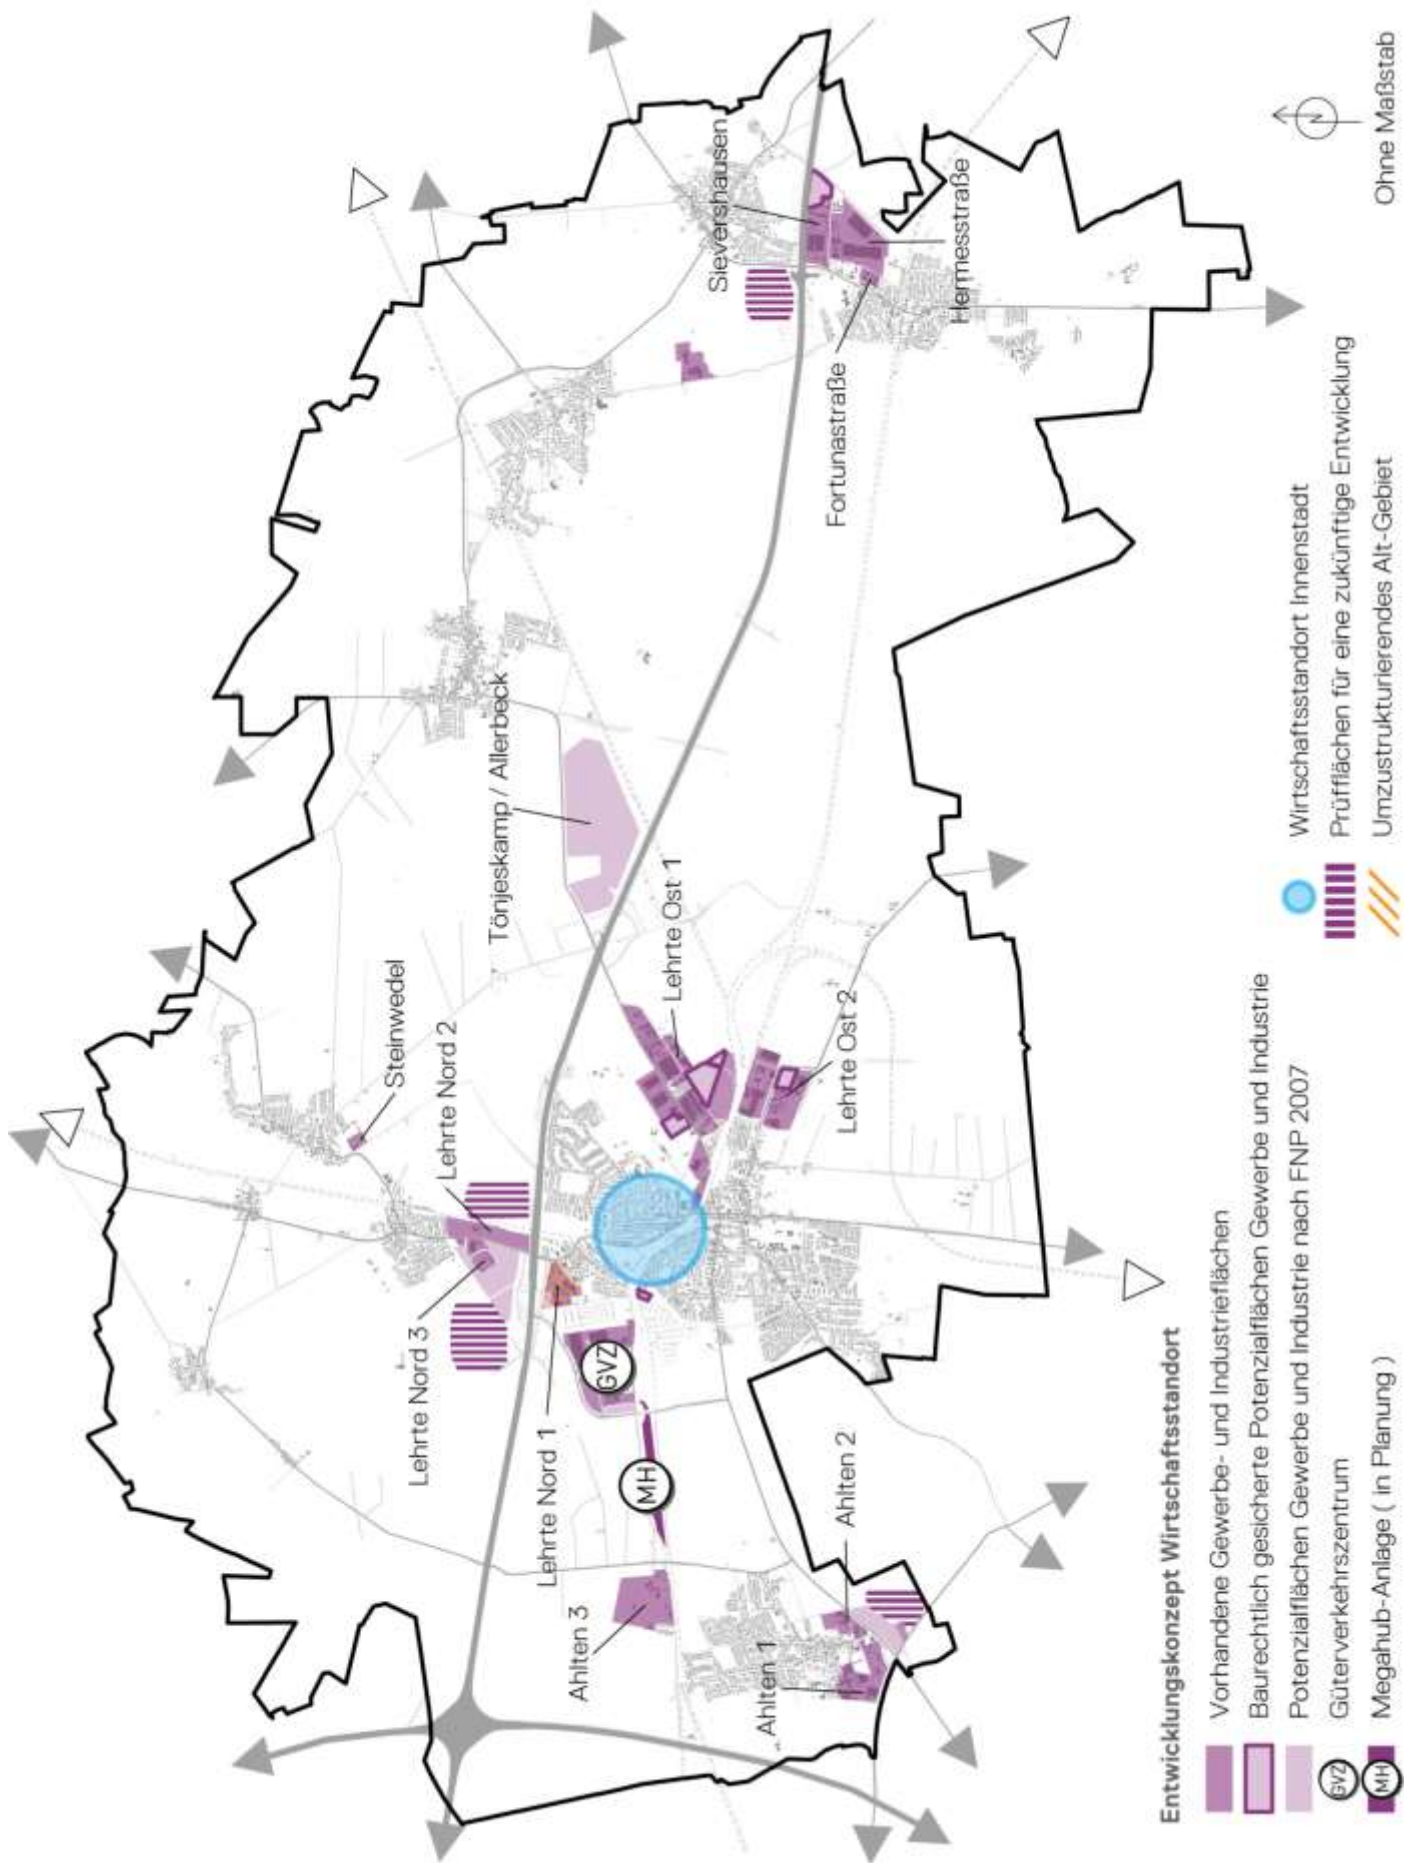 Steinwedel
Lehrte Nord 2
Lehrte Nord 3
Tönjeskamp / Allerbeck
Sievershausen
Lehrte Nord 1
Lehrte Ost 1
GVZ
MH
Ahlten 3
Fortunastraße
Hermesstraße
Lehrte Ost 2
Ahlten 1
Ahlten 2
Entwicklungskonzept Wirtschaftsstandort
Vorhandene Gewerbe- und Industrieflächen
Baurechtlich gesicherte Potenzialflächen Gewerbe und Industrie
Potenzialflächen Gewerbe und Industrie nach FNP 2007
GVZ Güterverkehrszentrum
MH Megahub-Anlage ( in Planung )
Wirtschaftsstandort Innenstadt
Prüfflächen für eine zukünftige Entwicklung
Umzustrukturierendes Alt-Gebiet
N
Ohne Maßstab